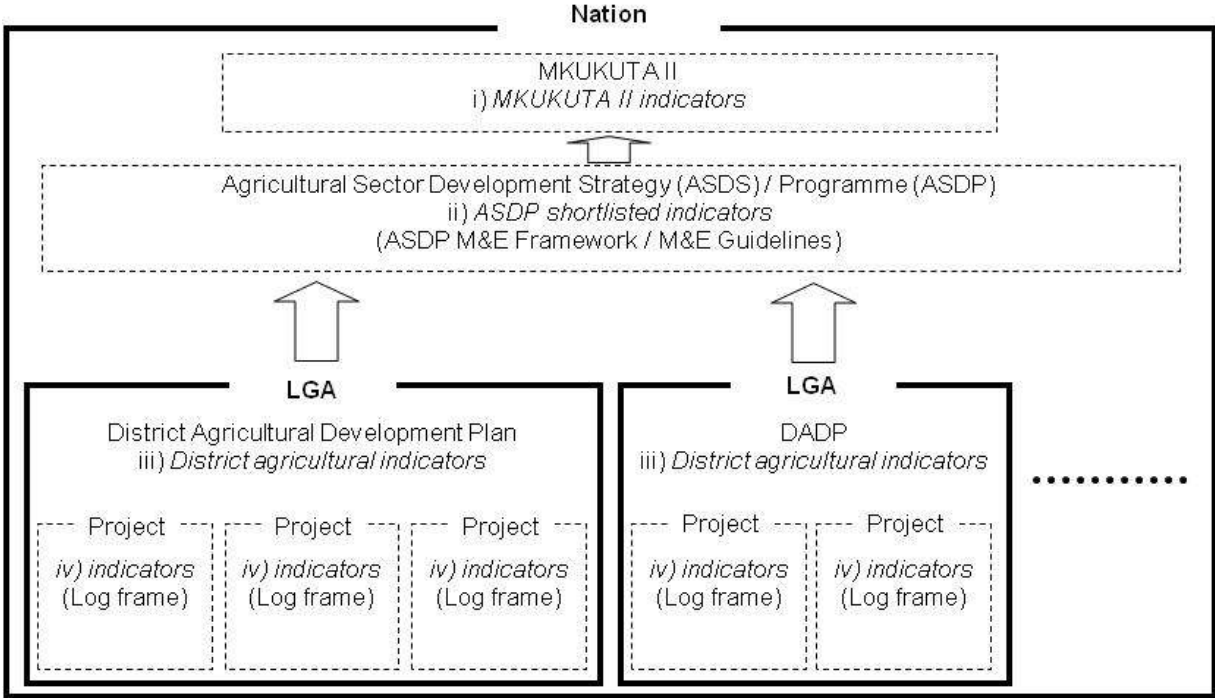 Nation
MKUKUTA II
i) MKUKUTA II indicators
Agricultural Sector Development Strategy (ASDS) / Programme (ASDP)
ii) ASDP shortlisted indicators
(ASDP M&E Framework / M&E Guidelines)
LGA
District Agricultural Development Plan
iii) District agricultural indicators
Project
iv) indicators
(Log frame)
Project
iv) indicators
(Log frame)
Project
iv) indicators
(Log frame)
LGA
DADP
iii) District agricultural indicators
Project
iv) indicators
(Log frame)
Project
iv) indicators
(Log frame)
...........